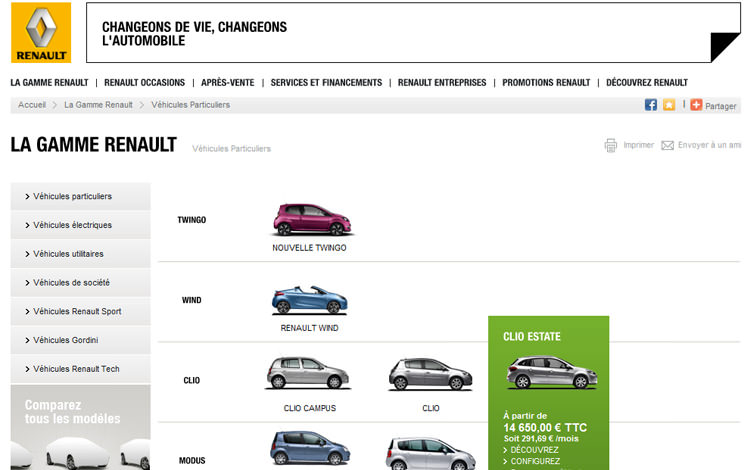 RENAULT
CHANGEONS DE VIE, CHANGEONS
L'AUTOMOBILE
LA GAMME RENAULT | RENAULT OCCASIONS | APRÈS-VENTE | SERVICES ET FINANCEMENTS | RENAULT ENTREPRISES | PROMOTIONS RENAULT | DÉCOUVREZ RENAULT
Accueil > La Gamme Renault > Véhicules Particuliers
Partager
LA GAMME RENAULT Véhicules Particuliers
Imprimer Envoyer à un ami
> Véhicules particuliers
> Véhicules électriques
> Véhicules utilitaires
> Véhicules de société
> Véhicules Renault Sport
> Véhicules Gordini
> Véhicules Renault Tech
Comparez
tous les modèles
TWINGO
NOUVELLE TWINGO
WIND
RENAULT WIND
CLIO
CLIO CAMPUS
CLIO
CLIO ESTATE
À partir de
14 650,00 € TTC
Soit 291,69 € /mois
> DÉCOUVREZ
> CONFIGUREZ
MODUS